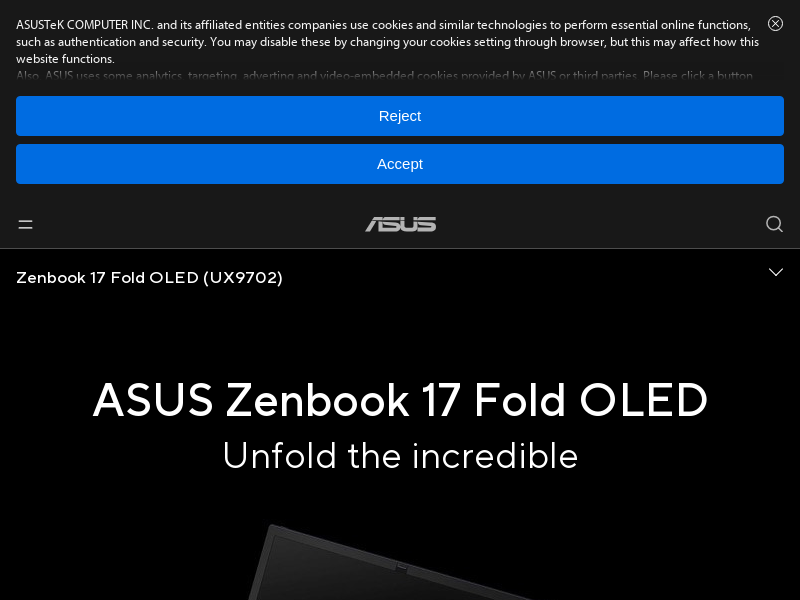 ASUSTeK COMPUTER INC. and its affiliated entities companies use cookies and similar technologies to perform essential online functions,
such as authentication and security. You may disable these by changing your cookies setting through browser, but this may affect how this
website functions.
Also, ASUS uses some analytics, targeting, adverting and video-embedded cookies provided by ASUS or third parties. Please click a button
Reject
Accept
ASUS
Zenbook 17 Fold OLED (UX9702)
ASUS Zenbook 17 Fold OLED
Unfold the incredible